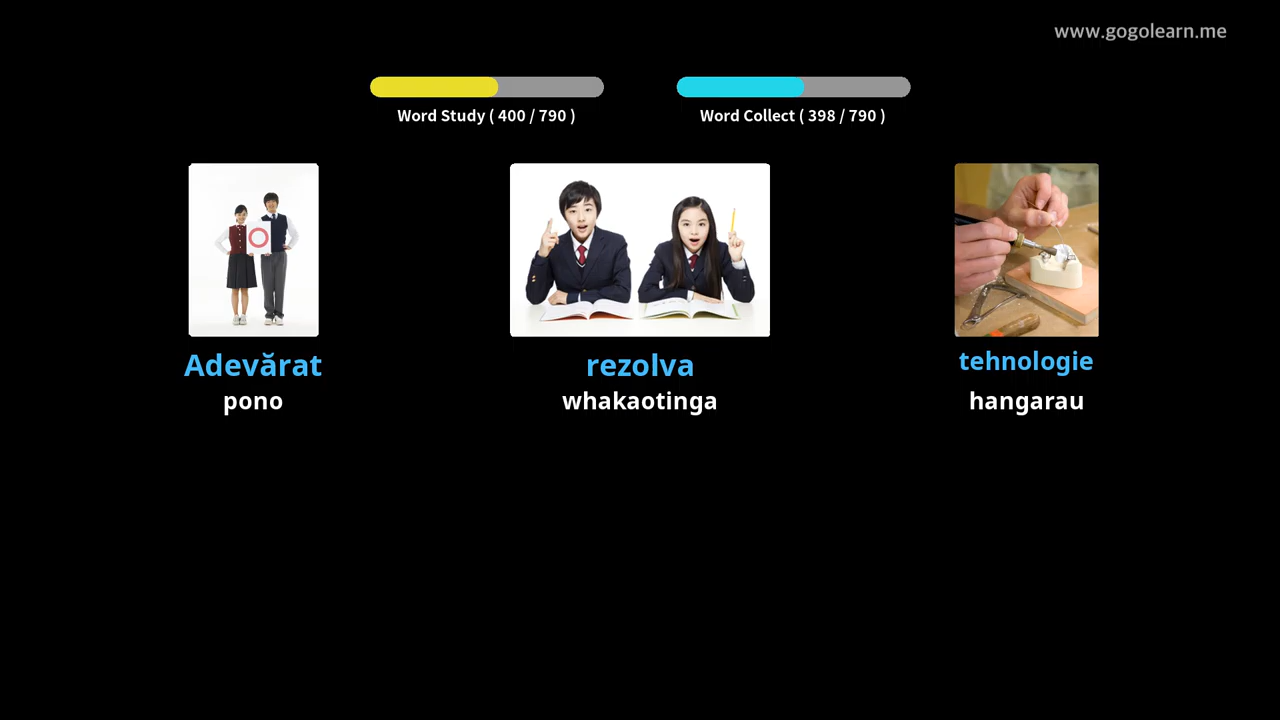 www.gogolearn.me
Word Study ( 400 / 790 )
Word Collect ( 398 / 790 )
Adevărat
pono
rezolva
whakaotinga
tehnologie
hangarau